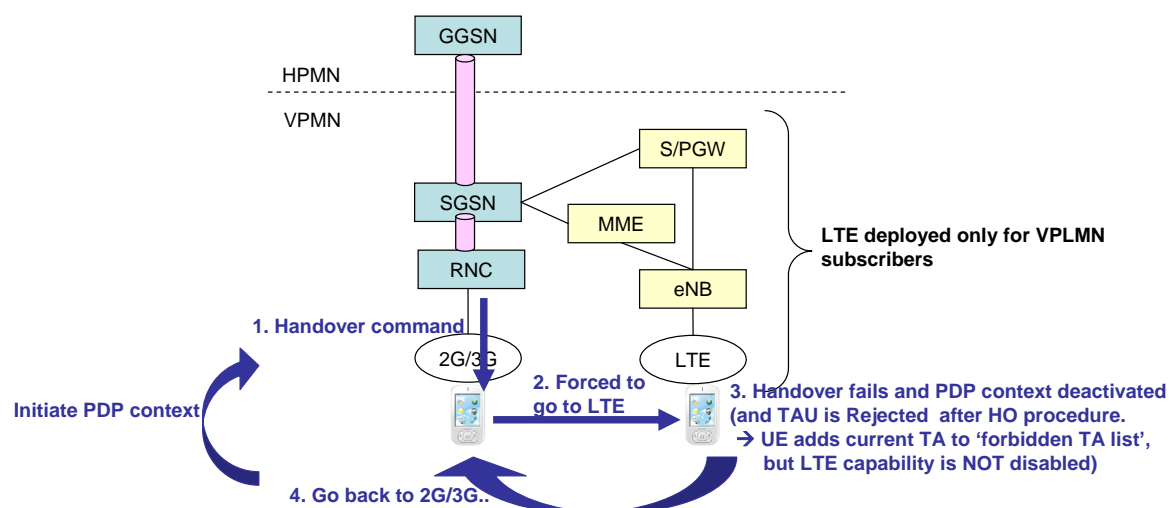 GGSN
HPMN
VPMN
S/PGW
SGSN
MME
LTE deployed only for VPLMN
subscribers
RNC
eNB
1. Handover command
2G/3G
LTE
2. Forced to
go to LTE
3. Handover fails and PDP context deactivated
(and TAU is Rejected after HO procedure.
→ UE adds current TA to ‘forbidden TA list’,
but LTE capability is NOT disabled)
Initiate PDP context
4. Go back to 2G/3G..